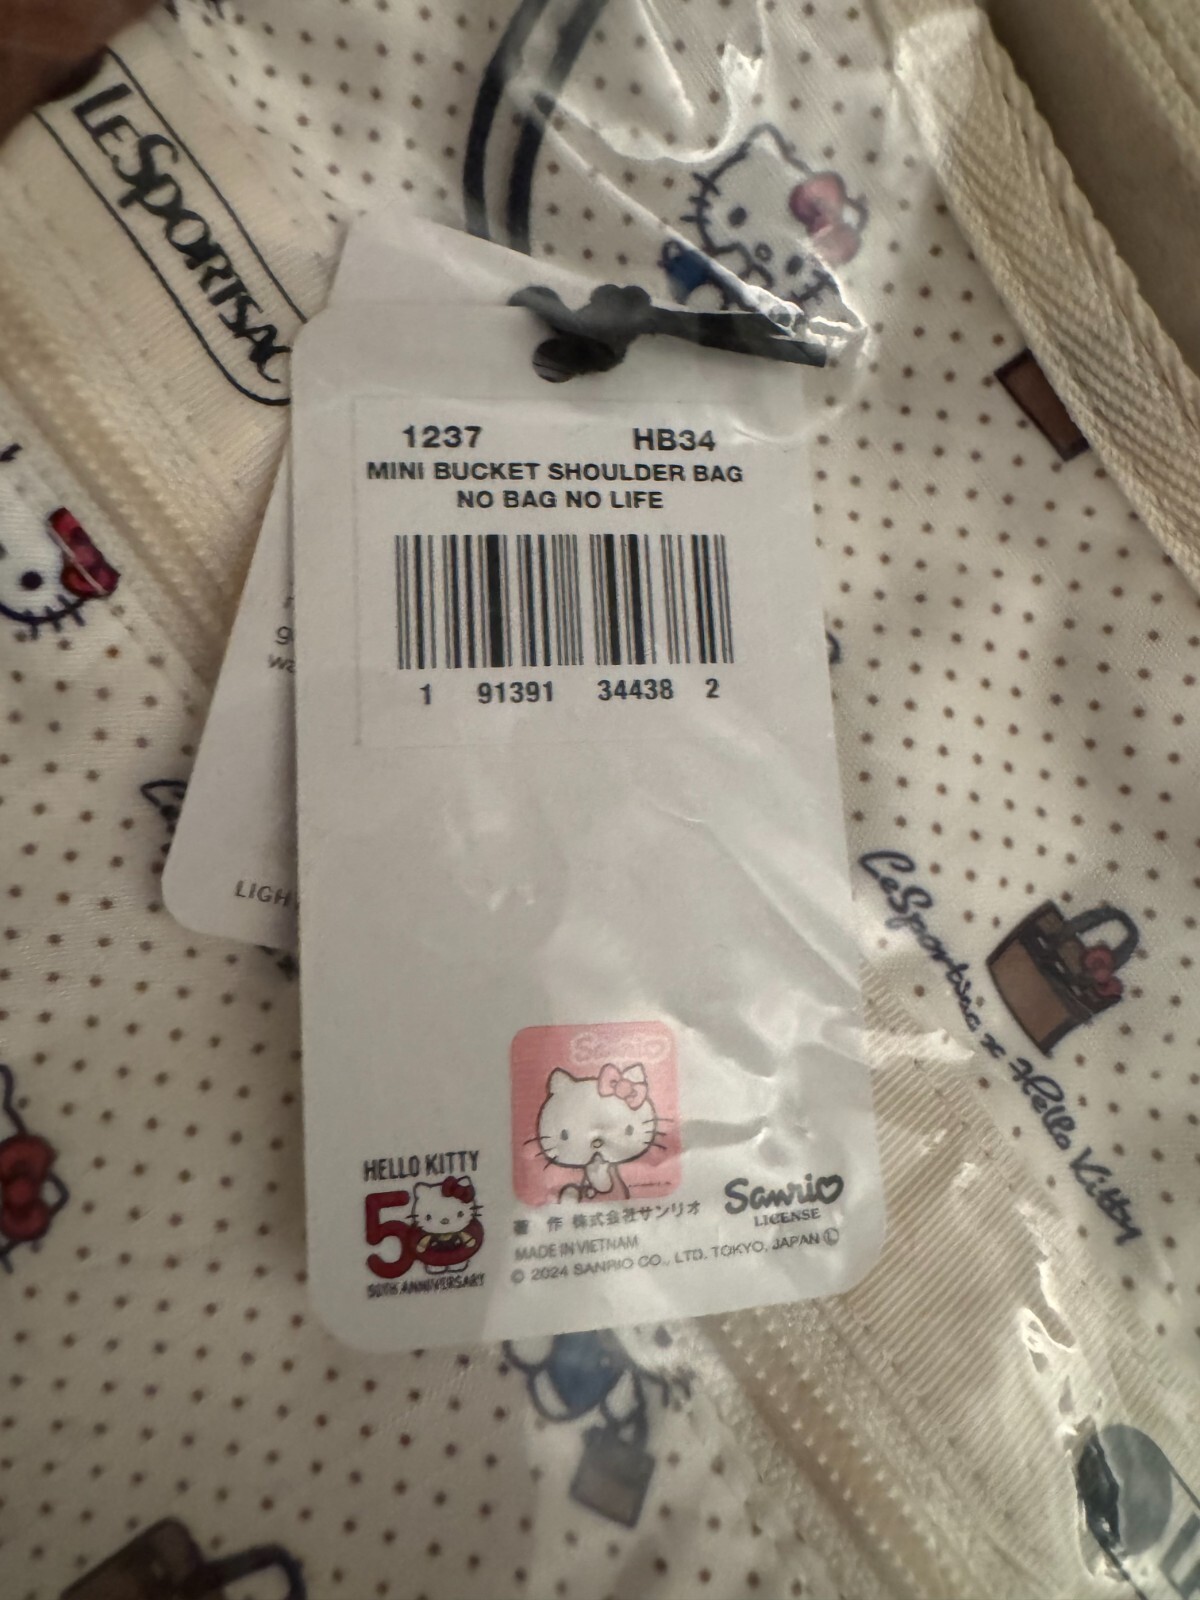 LeSPORTSAC
1237 HB34
MINI BUCKET SHOULDER BAG
NO BAG NO LIFE
1 91391 34438 2
LIGH
LeSportsac x Hello Kitty
Sanrio
HELLO KITTY
50
50th ANNIVERSARY
著 作 株式会社サンリオ
MADE IN VIETNAM
© 2024 SANRIO CO., LTD. TOKYO, JAPAN Ⓛ
Sanrio
LICENSE